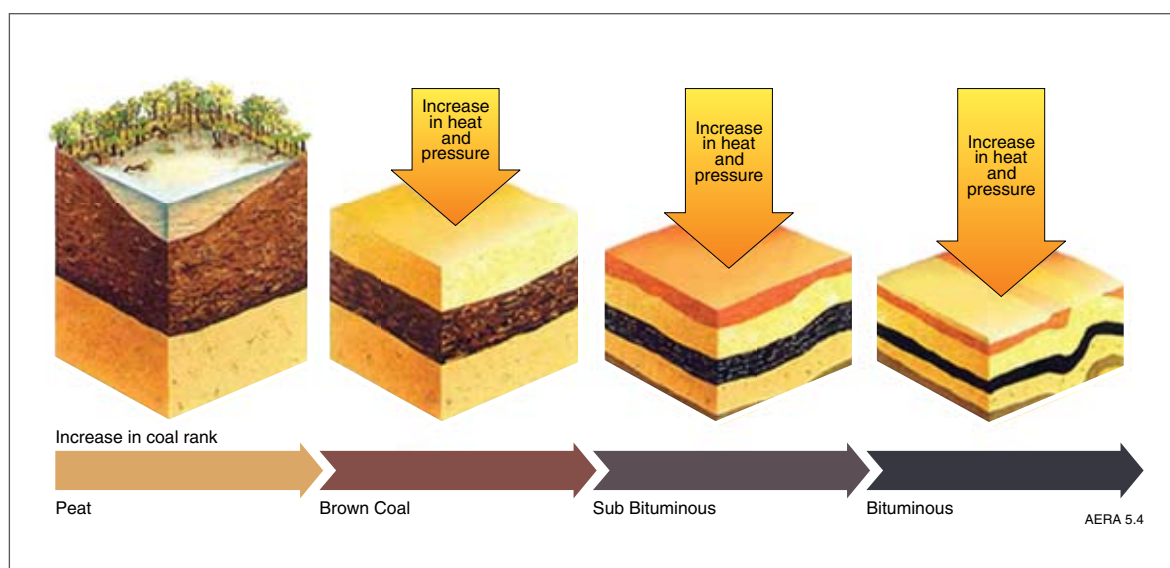 Increase
in heat
and
pressure
Increase
in heat
and
pressure
Increase
in heat
and
pressure
Increase in coal rank
Peat
Brown Coal
Sub Bituminous
Bituminous
AERA 5.4